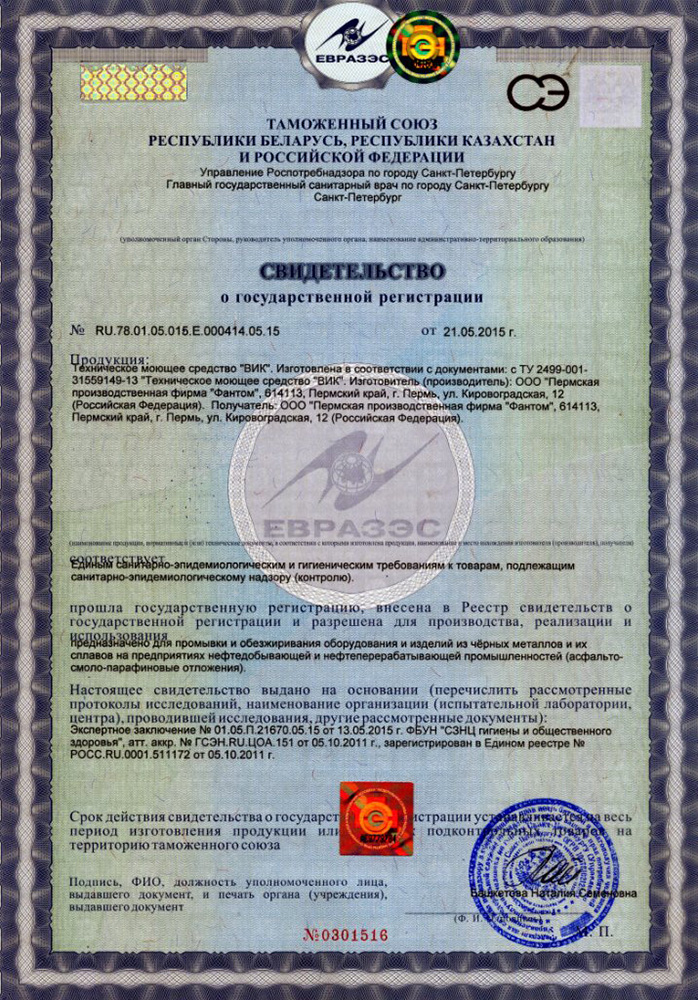 ЕВРАЗЭС
СЭ
ТАМОЖЕННЫЙ СОЮЗ
РЕСПУБЛИКИ БЕЛАРУСЬ, РЕСПУБЛИКИ КАЗАХСТАН
И РОССИЙСКОЙ ФЕДЕРАЦИИ
Управление Роспотребнадзора по городу Санкт-Петербургу
Главный государственный санитарный врач по городу Санкт-Петербургу
Санкт-Петербург
(уполномоченный орган Стороны, руководитель уполномоченного органа, наименование административно-территориального образования)
СВИДЕТЕЛЬСТВО
о государственной регистрации
№ RU.78.01.05.015.Е.000414.05.15 от 21.05.2015 г.
Продукция:
Техническое моющее средство "ВИК". Изготовлена в соответствии с документами: с ТУ 2499-001-
31559149-13 "Техническое моющее средство "ВИК". Изготовитель (производитель): ООО "Пермская
производственная фирма "Фантом", 614113, Пермский край, г. Пермь, ул. Кировоградская, 12
(Российская Федерация). Получатель: ООО "Пермская производственная фирма "Фантом", 614113,
Пермский край, г. Пермь, ул. Кировоградская, 12 (Российская Федерация).
ЕВРАЗЭС
(наименование продукции, нормативные и (или) технические документы, в соответствии с которыми изготовлена продукция, наименование и место нахождения изготовителя (производителя), получателя)
соответствует
Единым санитарно-эпидемиологическим и гигиеническим требованиям к товарам, подлежащим
санитарно-эпидемиологическому надзору (контролю).
прошла государственную регистрацию, внесена в Реестр свидетельств о
государственной регистрации и разрешена для производства, реализации и
использования
предназначено для промывки и обезжиривания оборудования и изделий из чёрных металлов и их
сплавов на предприятиях нефтедобывающей и нефтеперерабатывающей промышленностей (асфальто-
смоло-парафиновые отложения).
Настоящее свидетельство выдано на основании (перечислить рассмотренные
протоколы исследований, наименование организации (испытательной лаборатории,
центра), проводившей исследования, другие рассмотренные документы):
Экспертное заключение № 01.05.П.21670.05.15 от 13.05.2015 г. ФБУН "СЗНЦ гигиены и общественного
здоровья", атт. аккр. № ГСЭН.RU.ЦОА.151 от 05.10.2011 г., зарегистрирован в Едином реестре №
РОСС.RU.0001.511172 от 05.10.2011 г.
Срок действия свидетельства о государст регистрации устанавливается на весь
период изготовления продукции или подконтрольных товаров на
территорию таможенного союза
Подпись, ФИО, должность уполномоченного лица,
выдавшего документ, и печать органа (учреждения),
выдавшего документ
Башкетова Наталия Семеновна
(Ф. И.
М. П.
№0301516